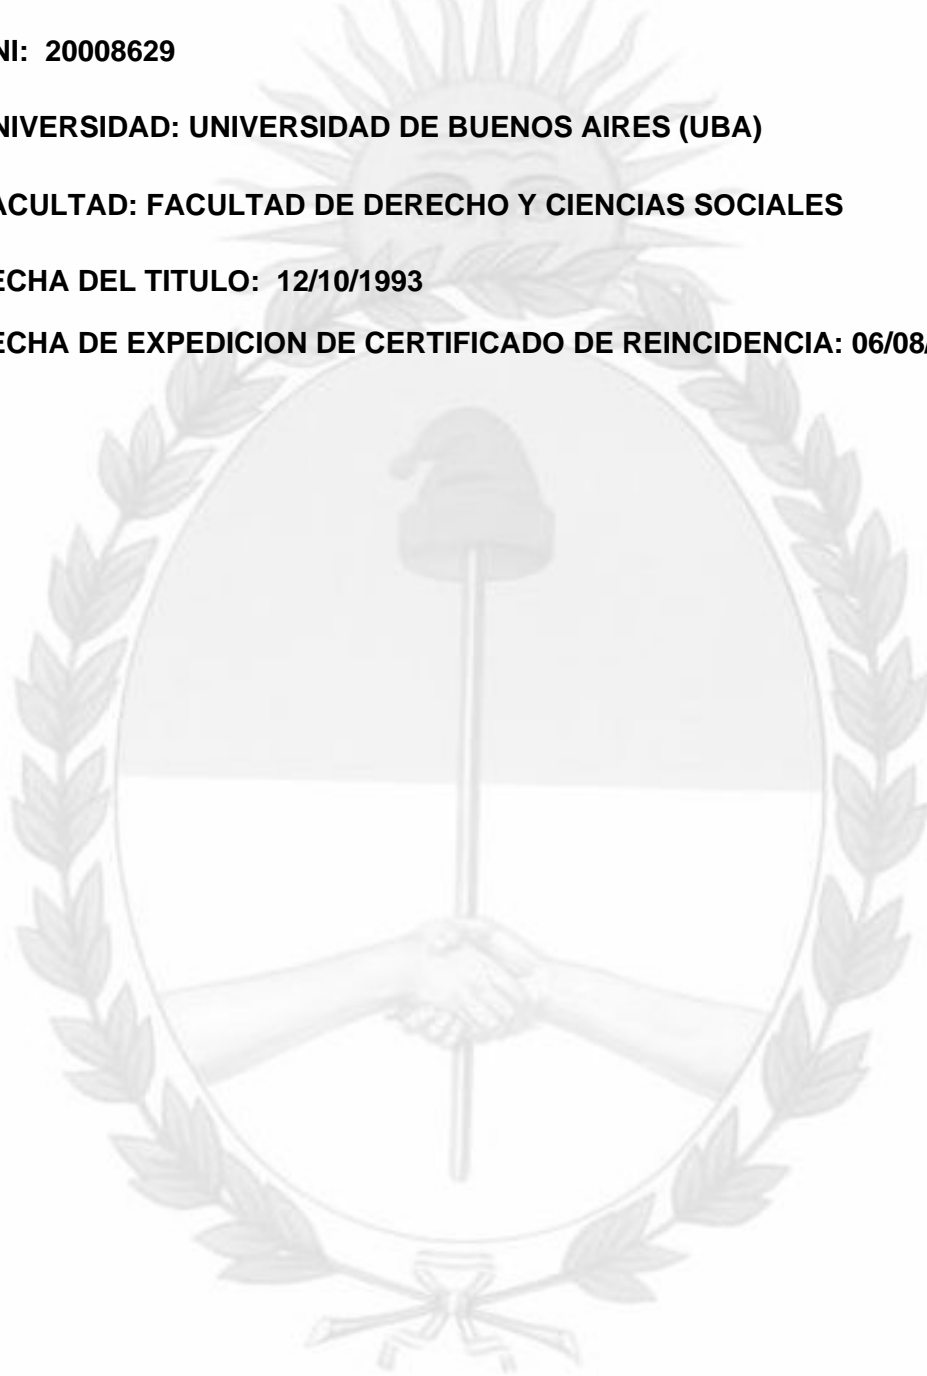 NI: 20008629
NIVERSIDAD: UNIVERSIDAD DE BUENOS AIRES (UBA)
ACULTAD: FACULTAD DE DERECHO Y CIENCIAS SOCIALES
ECHA DEL TITULO: 12/10/1993
ECHA DE EXPEDICION DE CERTIFICADO DE REINCIDENCIA: 06/08/